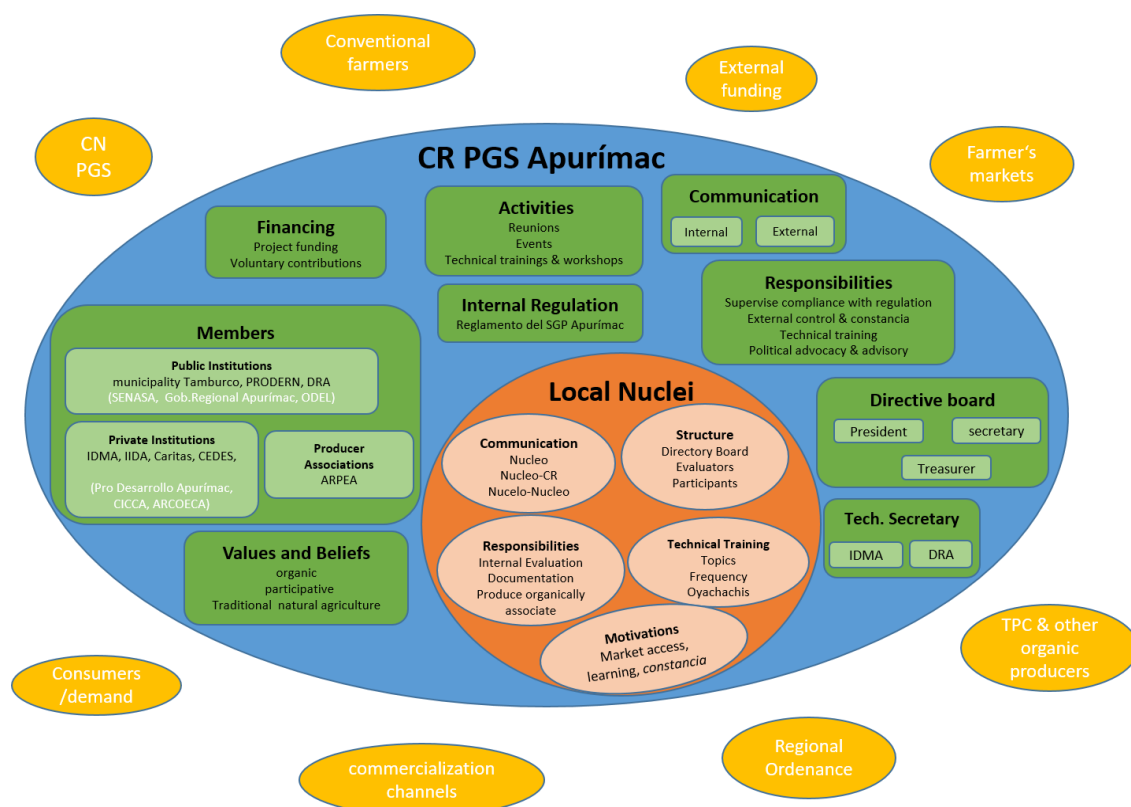 Conventional
farmers
External
funding
CN
PGS
Farmer‘s
markets
CR PGS Apurímac
Financing
Project funding
Voluntary contributions
Activities
Reunions
Events
Technical trainings & workshops
Communication
Internal
External
Internal Regulation
Reglamento del SGP Apurímac
Responsibilities
Supervise compliance with regulation
External control & constancia
Technical training
Political advocacy & advisory
Members
Public Institutions
municipality Tamburco, PRODERN, DRA
(SENASA, Gob.Regional Apurímac, ODEL)
Private Institutions
IDMA, IIDA, Caritas, CEDES,
(Pro Desarrollo Apurímac,
CICCA, ARCOECA)
Producer
Associations
ARPEA
Local Nuclei
Communication
Nucleo
Nucleo-CR
Nucelo-Nucleo
Structure
Directory Board
Evaluators
Participants
Responsibilities
Internal Evaluation
Documentation
Produce organically
associate
Technical Training
Topics
Frequency
Oyachachis
Motivations
Market access,
learning, constancia
Directive board
President
secretary
Treasurer
Tech. Secretary
IDMA
DRA
Values and Beliefs
organic
participative
Traditional natural agriculture
Consumers
/demand
commercialization
channels
Regional
Ordenance
TPC & other
organic
producers